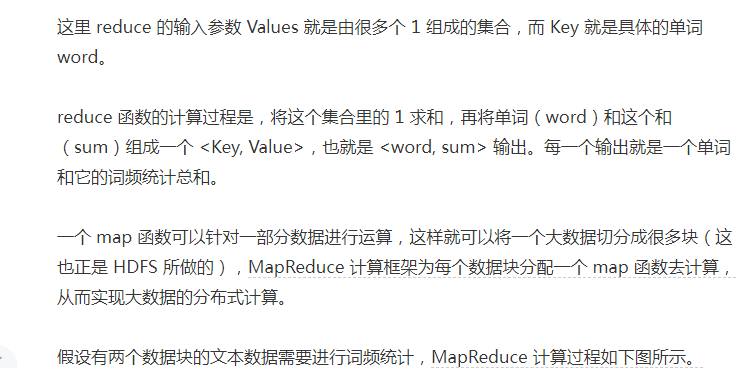 这里 reduce 的输入参数 Values 就是由很多个 1 组成的集合，而 Key 就是具体的单词
word。
reduce 函数的计算过程是，将这个集合里的 1 求和，再将单词（word）和这个和
（sum）组成一个 <Key, Value>，也就是 <word, sum> 输出。每一个输出就是一个单词
和它的词频统计总和。
一个 map 函数可以针对一部分数据进行运算，这样就可以将一个大数据切分成很多块（这
也正是 HDFS 所做的），MapReduce 计算框架为每个数据块分配一个 map 函数去计算，
从而实现大数据的分布式计算。
假设有两个数据块的文本数据需要进行词频统计，MapReduce 计算过程如下图所示。